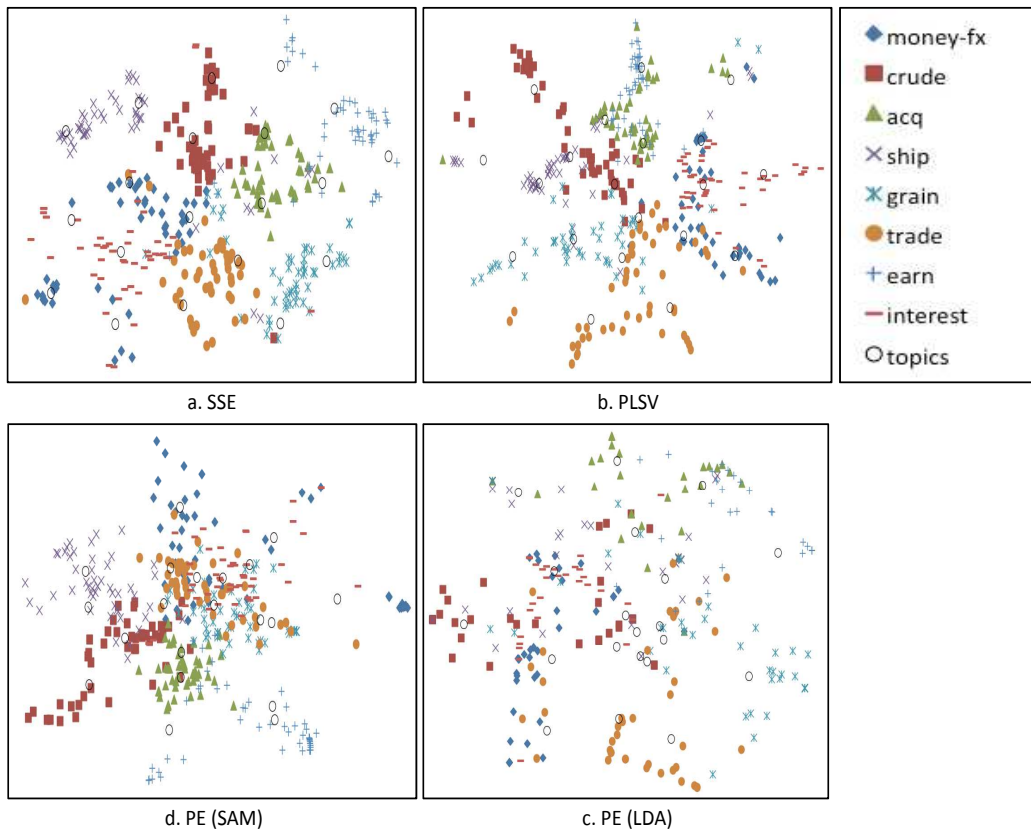 money-fx
crude
acq
ship
grain
trade
earn
interest
topics
a. SSE
b. PLSV
d. PE (SAM)
c. PE (LDA)